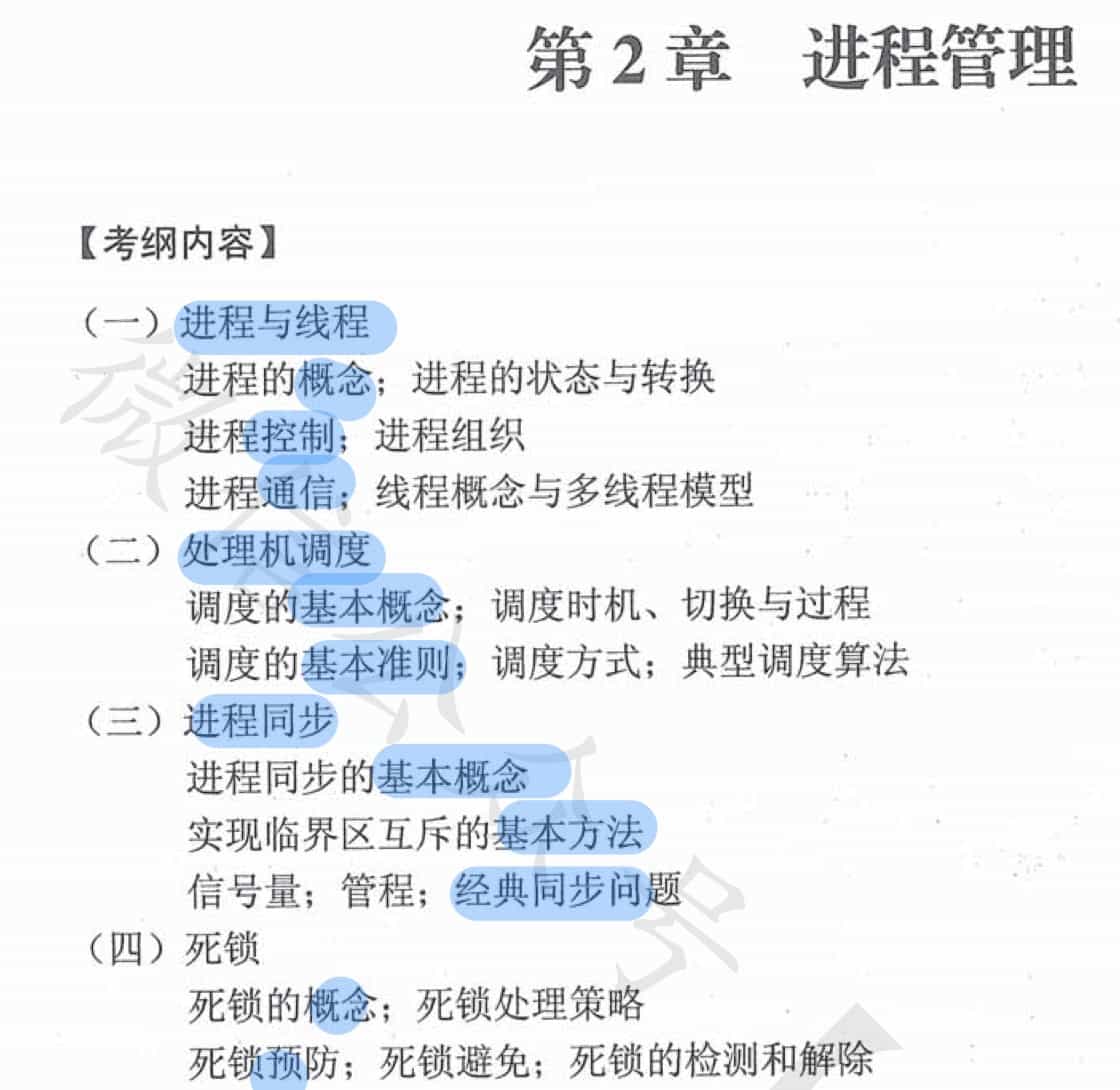 第2章 进程管理
【考纲内容】
（一）进程与线程
进程的概念；进程的状态与转换
进程控制；进程组织
进程通信；线程概念与多线程模型
（二）处理机调度
调度的基本概念；调度时机、切换与过程
调度的基本准则；调度方式；典型调度算法
（三）进程同步
进程同步的基本概念
实现临界区互斥的基本方法
信号量；管程；经典同步问题
（四）死锁
死锁的概念；死锁处理策略
死锁预防；死锁避免；死锁的检测和解除
微信公众号